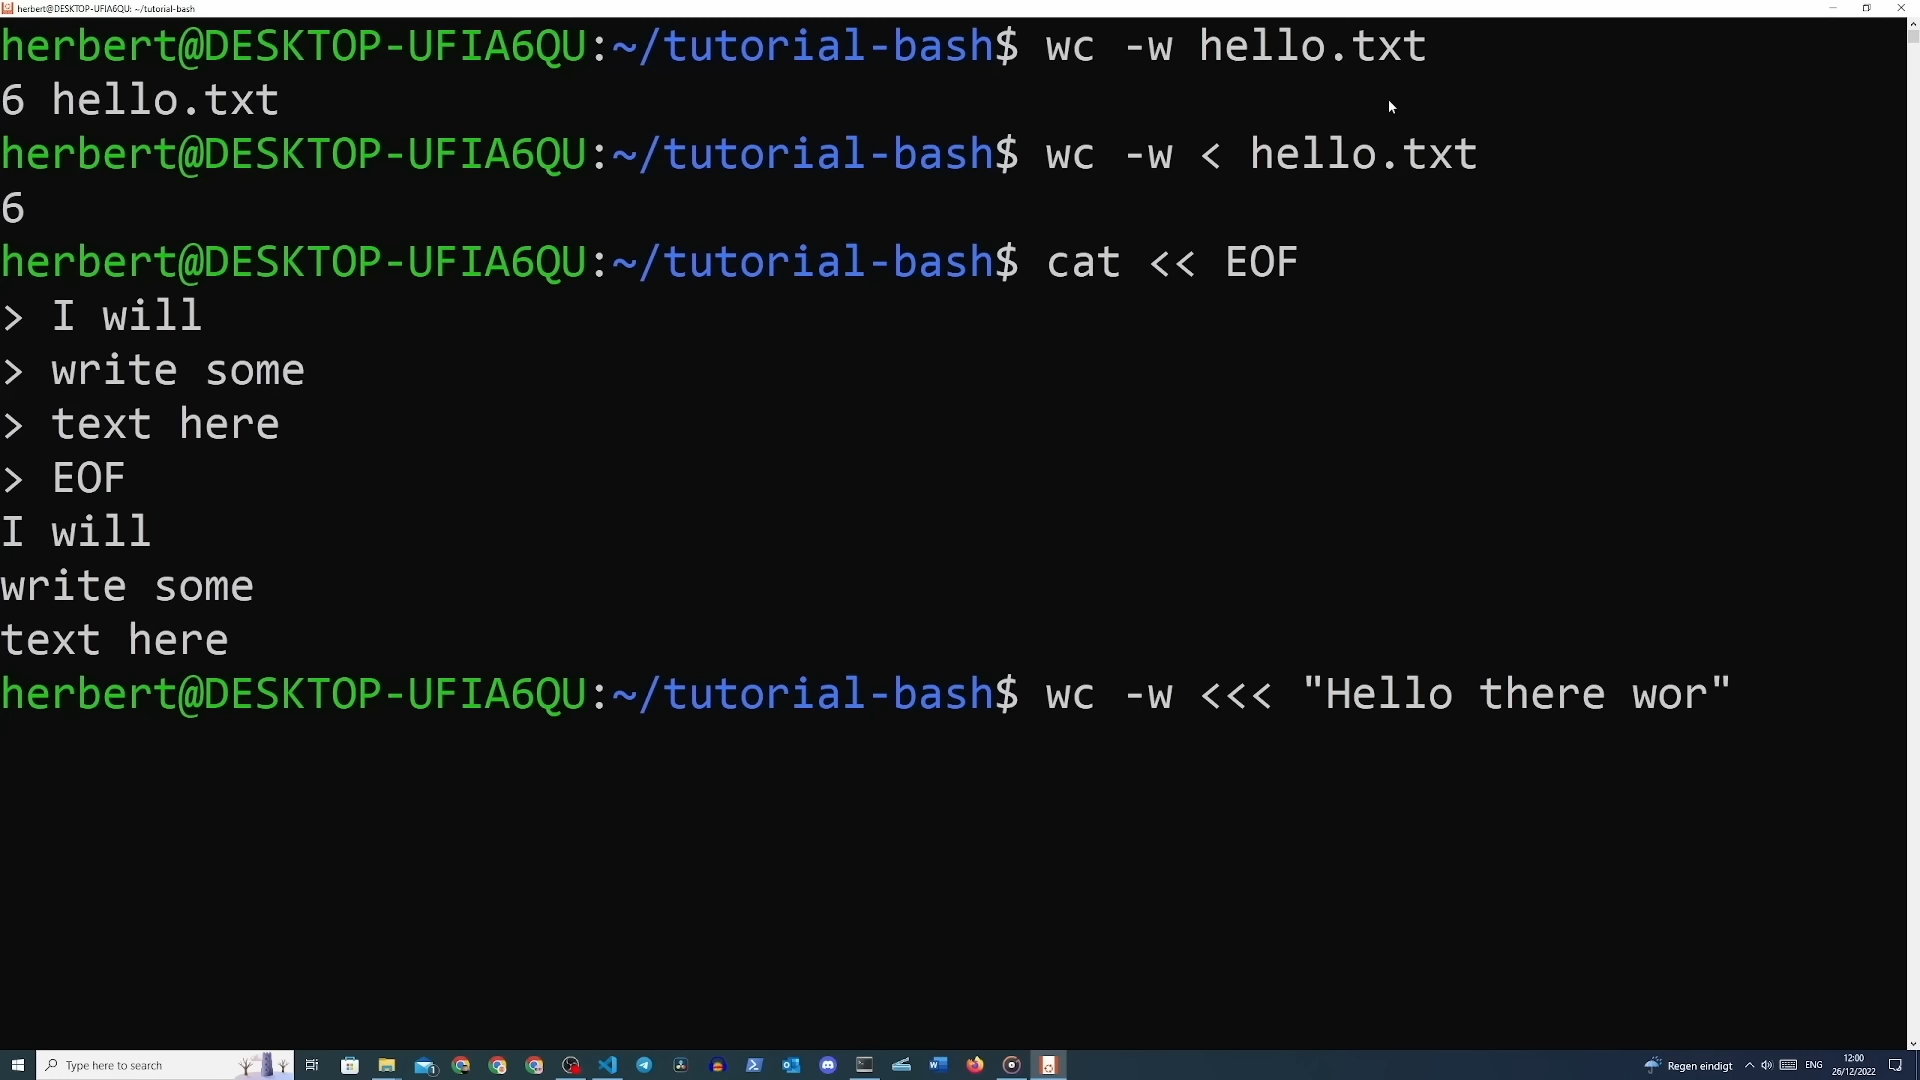 herbert@DESKTOP-UFIA6QU: ~/tutorial-bash
herbert@DESKTOP-UFIA6QU:~/tutorial-bash$ wc -w hello.txt
6 hello.txt
herbert@DESKTOP-UFIA6QU:~/tutorial-bash$ wc -w < hello.txt
6
herbert@DESKTOP-UFIA6QU:~/tutorial-bash$ cat << EOF
> I will
> write some
> text here
> EOF
I will
write some
text here
herbert@DESKTOP-UFIA6QU:~/tutorial-bash$ wc -w <<< "Hello there wor"
Type here to search
Regen eindigt
ENG
12:00
26/12/2022